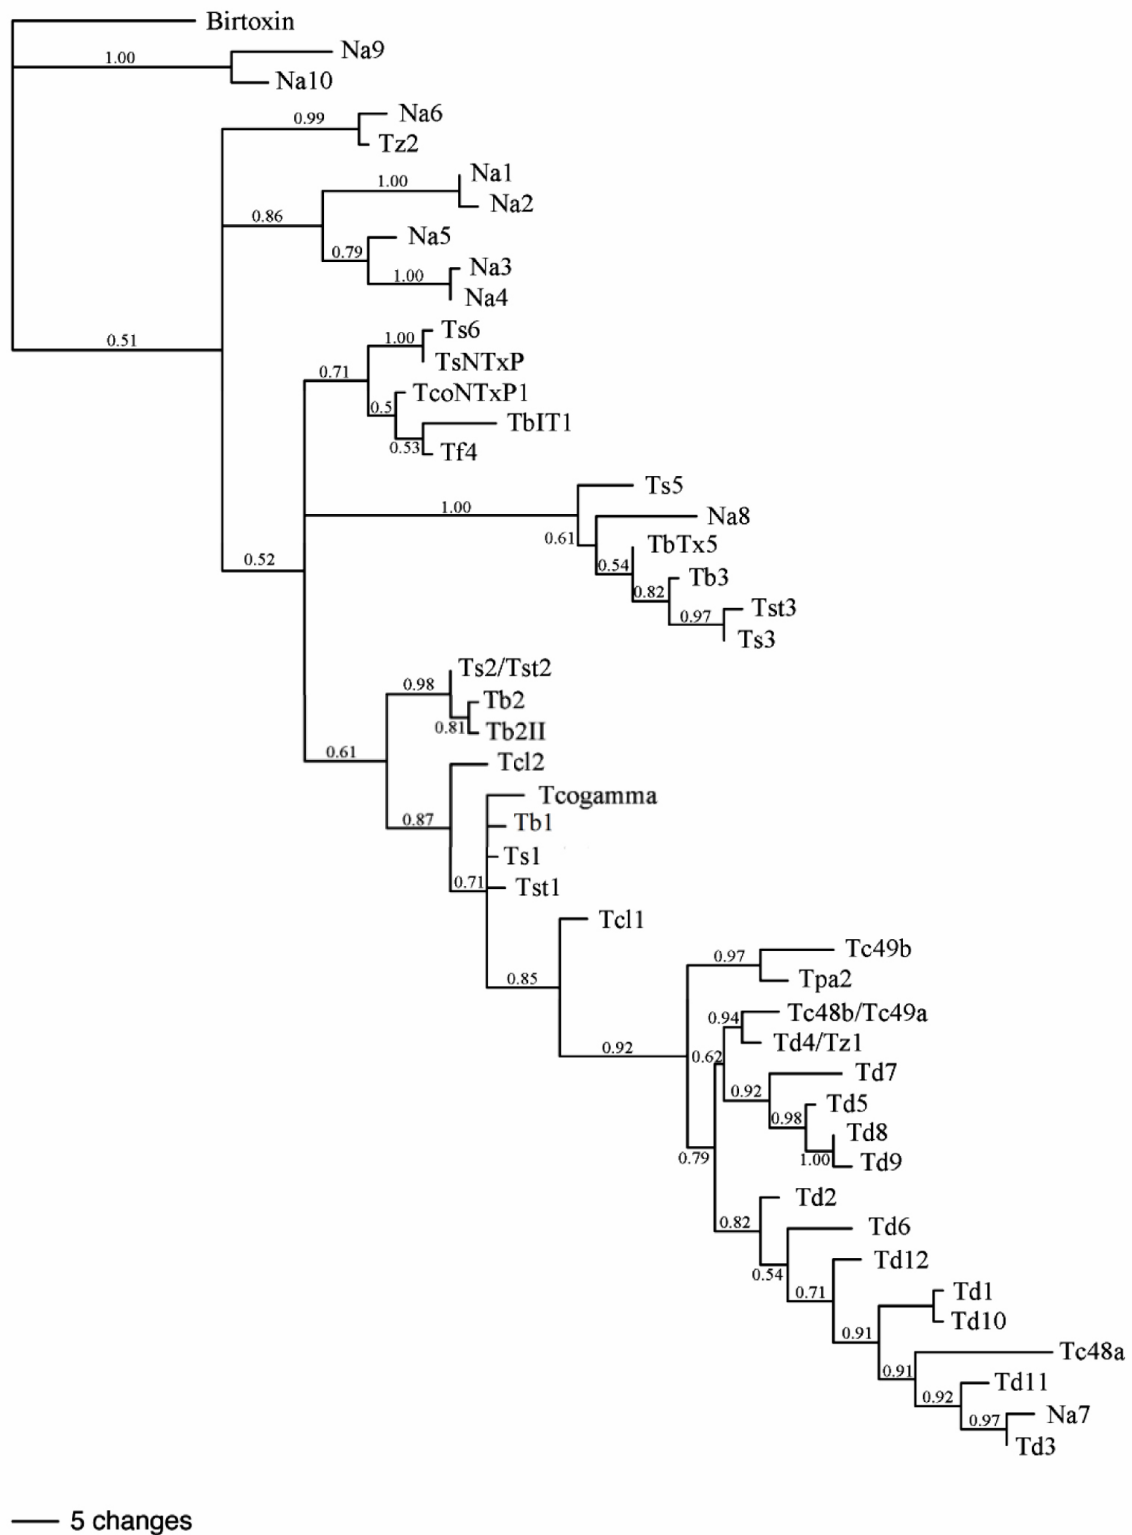 Birtoxin
Na9
1.00
Na10
Na6
0.99
Tz2
Na1
1.00
Na2
0.86
Na5
0.79
Na3
1.00
Na4
Ts6
0.51
1.00
TsNTxP
0.71
TcoNTxP1
0.5
TbIT1
0.53
Tf4
Ts5
1.00
Na8
0.61
TbTx5
0.52
0.54
Tb3
0.82
Tst3
0.97
Ts3
Ts2/Tst2
0.98
Tb2
0.81
Tb2II
0.61
Tcl2
Tcogamma
0.87
Tb1
Ts1
0.71
Tst1
Tcl1
Tc49b
0.97
0.85
Tpa2
Tc48b/Tc49a
0.94
Td4/Tz1
0.92
0.62
Td7
0.92
Td5
0.98
Td8
0.79
1.00
Td9
Td2
0.82
Td6
Td12
0.54
0.71
Td1
Td10
0.91
Tc48a
0.91
Td11
0.92
Na7
0.97
Td3
5 changes